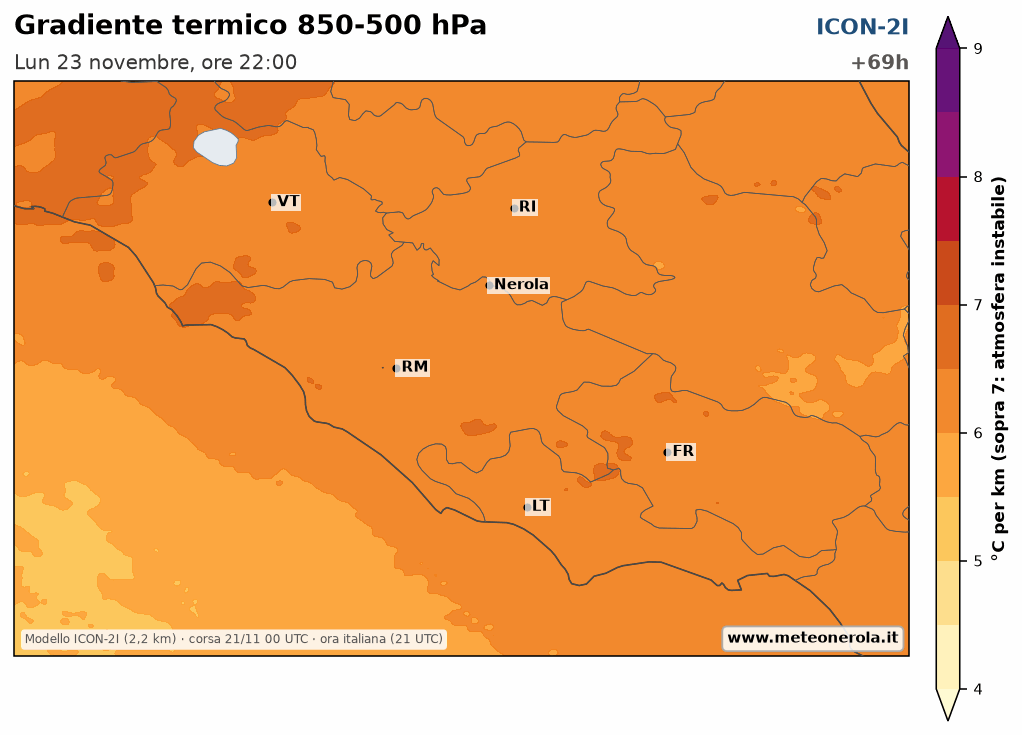 Gradiente termico 850-500 hPa
ICON-2I
Lun 23 novembre, ore 22:00
+69h
VT
RI
Nerola
RM
FR
LT
Modello ICON-2I (2,2 km) · corsa 21/11 00 UTC · ora italiana (21 UTC)
www.meteonerola.it
9
8
7
6
5
4
°C per km (sopra 7: atmosfera instabile)